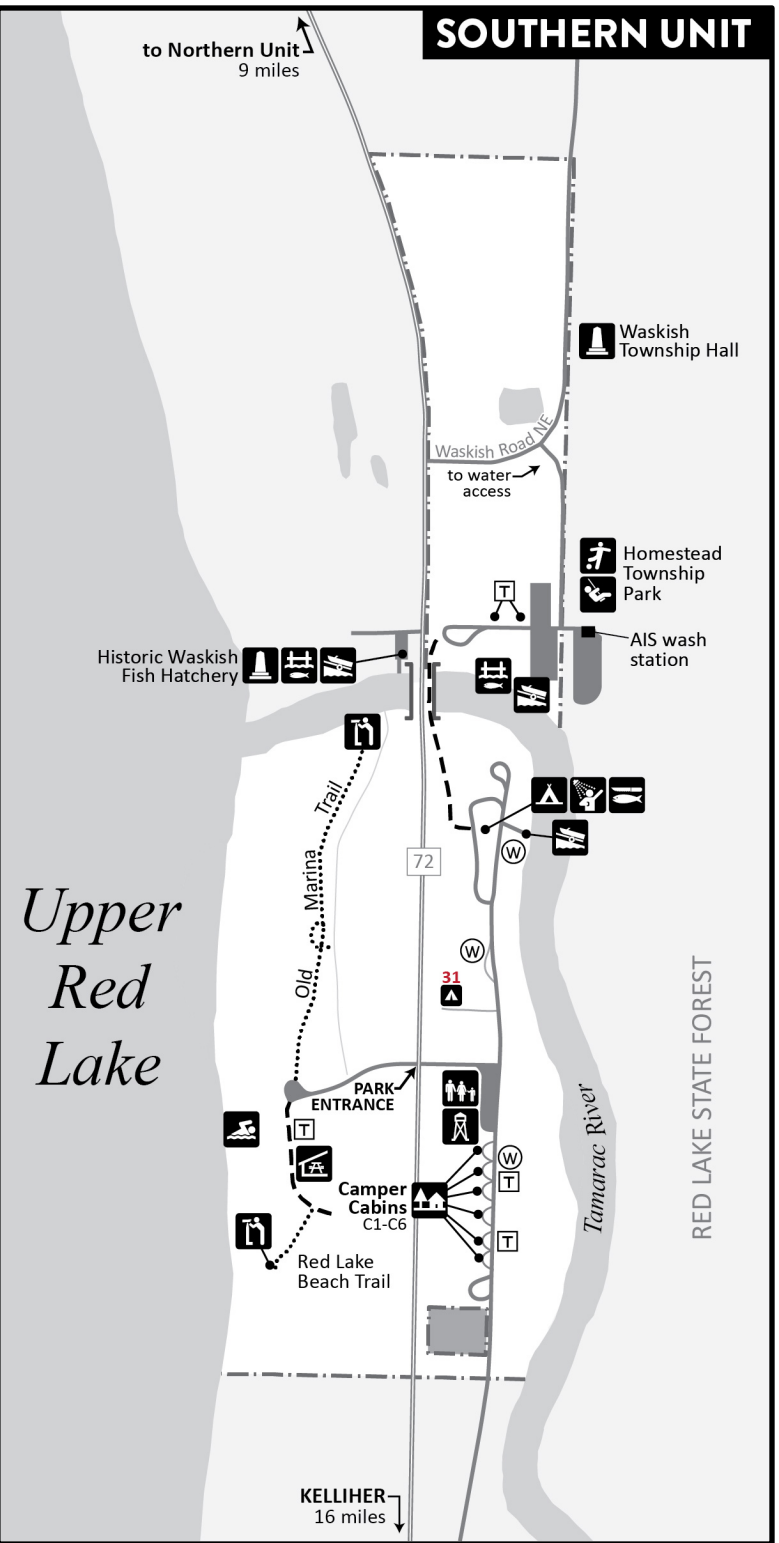 SOUTHERN UNIT
to Northern Unit
9 miles
Waskish
Township Hall
Waskish Road NE
to water
access
Homestead
Township
Park
T
AIS wash
station
Historic Waskish
Fish Hatchery
Old Marina Trail
W
72
W
31
Upper
Red
Lake
RED LAKE STATE FOREST
PARK
ENTRANCE
Tamarac River
T
W
T
Camper
Cabins
C1-C6
T
Red Lake
Beach Trail
KELLIHER
16 miles